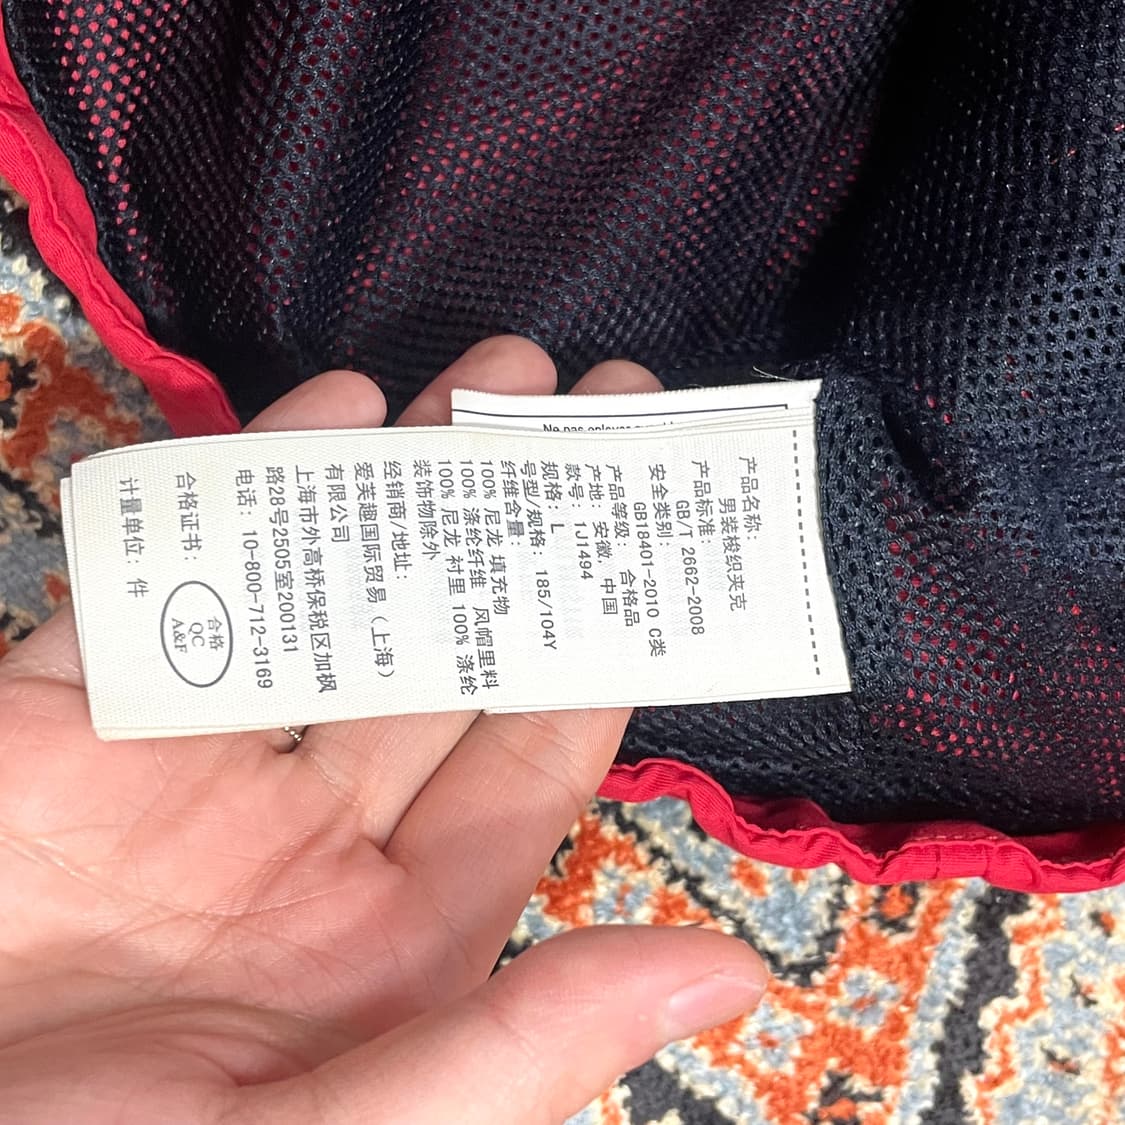 Ne pas enlever
产品名称：
男装梭织夹克
产品标准：
GB/T 2662-2008
安全类别：
GB18401-2010 C类
产品等级： 合格品
产地： 安徽，中国
款号： 1J1494
规格： L
号型/规格： 185/104Y
纤维含量：
100% 尼龙 填充物
100% 涤纶纤维 风帽里料
100% 尼龙 衬里 100% 涤纶
装饰物除外
经销商/地址：
爱芙趣国际贸易（上海）
有限公司
上海市外高桥保税区加枫
路28号2505室200131
电话： 10-800-712-3169
合格证书：
合格
QC
A&F
计量单位： 件